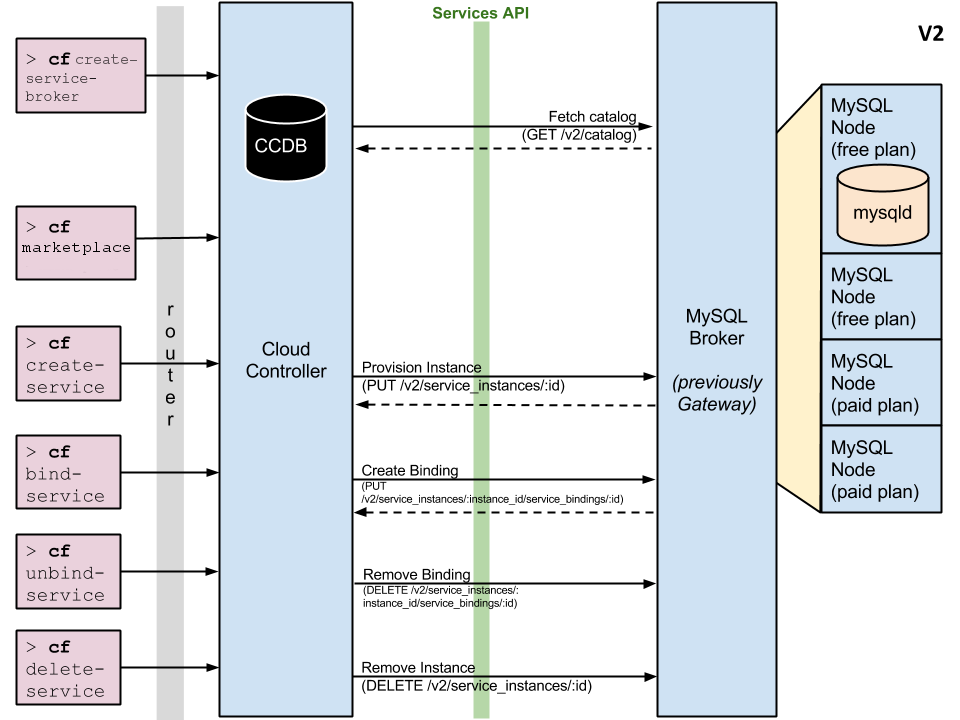 Services API
V2
> cf create-
service-
broker
> cf
marketplace
> cf
create-
service
> cf
bind-
service
> cf
unbind-
service
> cf
delete-
service
r
o
u
t
e
r
CCDB
Cloud
Controller
Fetch catalog
(GET /v2/catalog)
Provision Instance
(PUT /v2/service_instances/:id)
Create Binding
(PUT
/v2/service_instances/:instance_id/service_bindings/:id)
Remove Binding
(DELETE /v2/service_instances/:
instance_id/service_bindings/:id)
Remove Instance
(DELETE /v2/service_instances/:id)
MySQL
Broker
(previously
Gateway)
MySQL
Node
(free plan)
mysqld
MySQL
Node
(free plan)
MySQL
Node
(paid plan)
MySQL
Node
(paid plan)